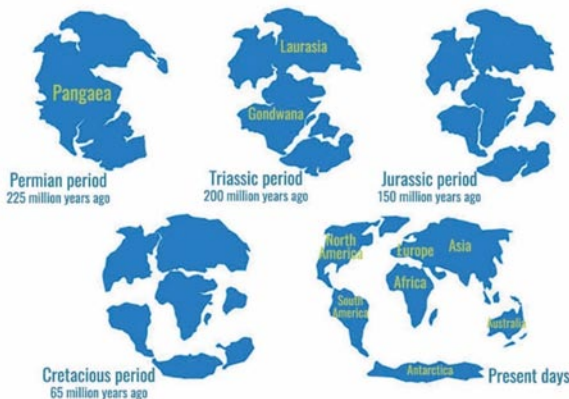 Pangaea
Permian period
225 million years ago
Laurasia
Gondwana
Triassic period
200 million years ago
Jurassic period
150 million years ago
Cretacious period
65 million years ago
North
America
Europe
Asia
Africa
South
America
Australia
Antarctica
Present days